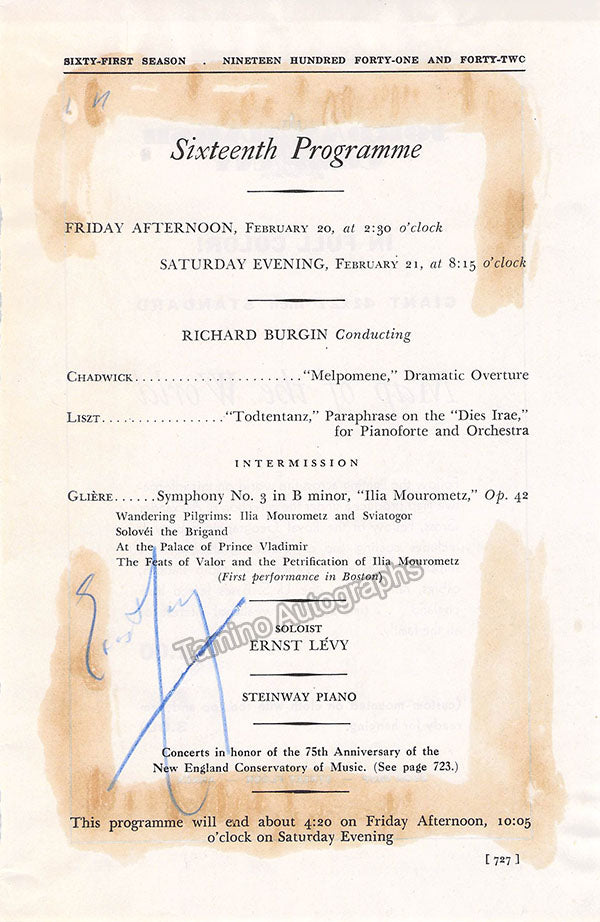 SIXTY-FIRST SEASON . NINETEEN HUNDRED FORTY-ONE AND FORTY-TWO
Sixteenth Programme
FRIDAY AFTERNOON, FEBRUARY 20, at 2:30 o'clock
SATURDAY EVENING, FEBRUARY 21, at 8:15 o'clock
RICHARD BURGIN Conducting
CHADWICK......................."Melpomene," Dramatic Overture
LISZT................."Todtentanz," Paraphrase on the "Dies Irae,"
for Pianoforte and Orchestra
INTERMISSION
GLIÈRE......Symphony No. 3 in B minor, "Ilia Mourometz," Op. 42
Wandering Pilgrims: Ilia Mourometz and Sviatogor
Solovéi the Brigand
At the Palace of Prince Vladimir
The Feats of Valor and the Petrification of Ilia Mourometz
(First performance in Boston)
Tamino Autographs
SOLOIST
ERNST LÉVY
STEINWAY PIANO
Concerts in honor of the 75th Anniversary of the
New England Conservatory of Music. (See page 723.)
This programme will end about 4:20 on Friday Afternoon, 10:05
o'clock on Saturday Evening
[ 727 ]